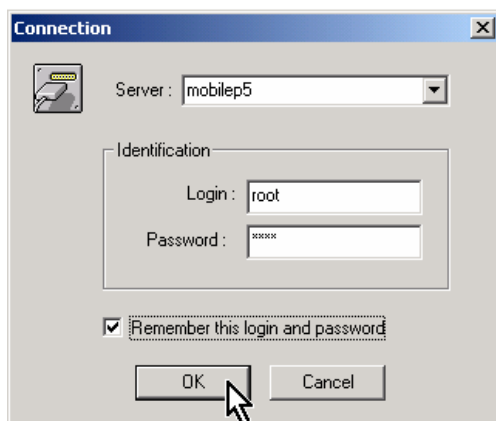 Connection
Server : mobilep5
Identification
Login : root
Password : ****
Remember this login and password
OK Cancel